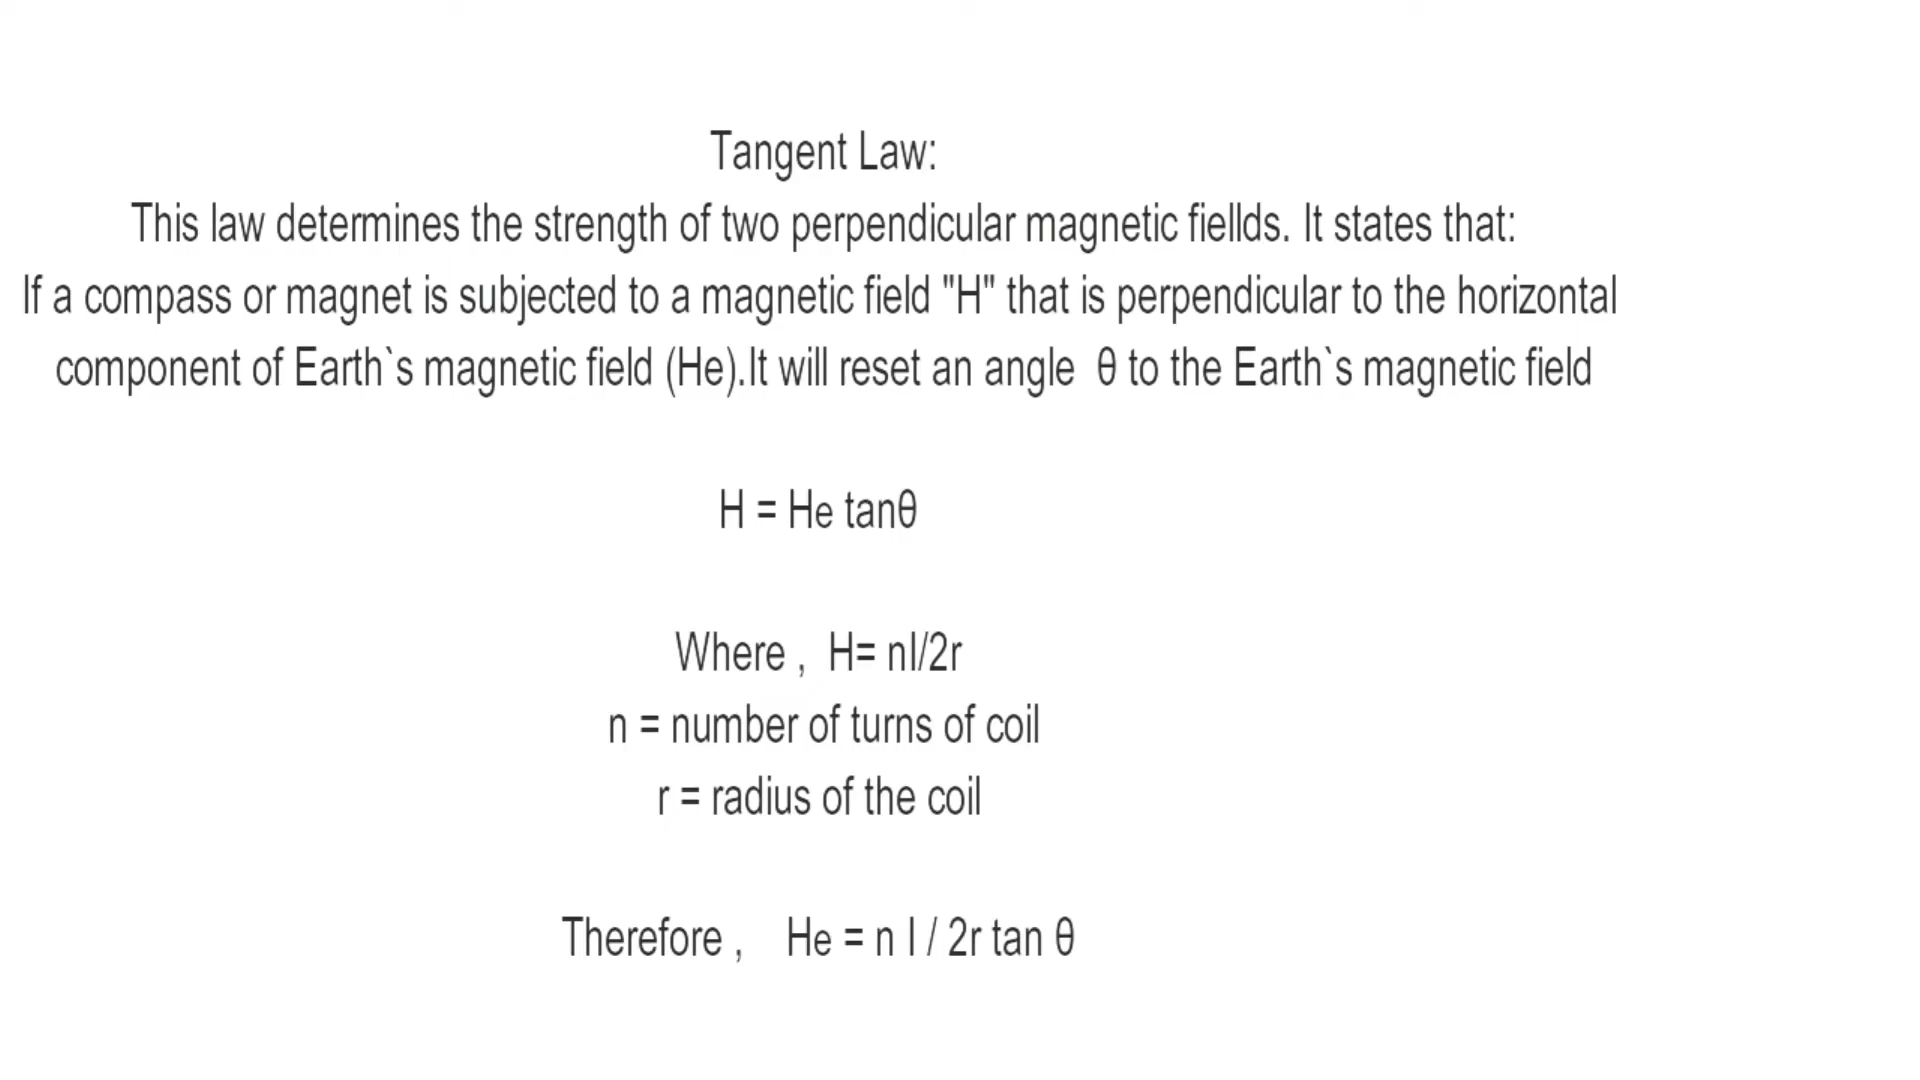 Tangent Law:
This law determines the strength of two perpendicular magnetic fiellds. It states that:
If a compass or magnet is subjected to a magnetic field "H" that is perpendicular to the horizontal
component of Earth`s magnetic field (He).It will reset an angle  θ to the Earth`s magnetic field
H = He tanθ
Where ,  H= nI/2r
n = number of turns of coil
r = radius of the coil
Therefore ,    He = n I / 2r tan θ